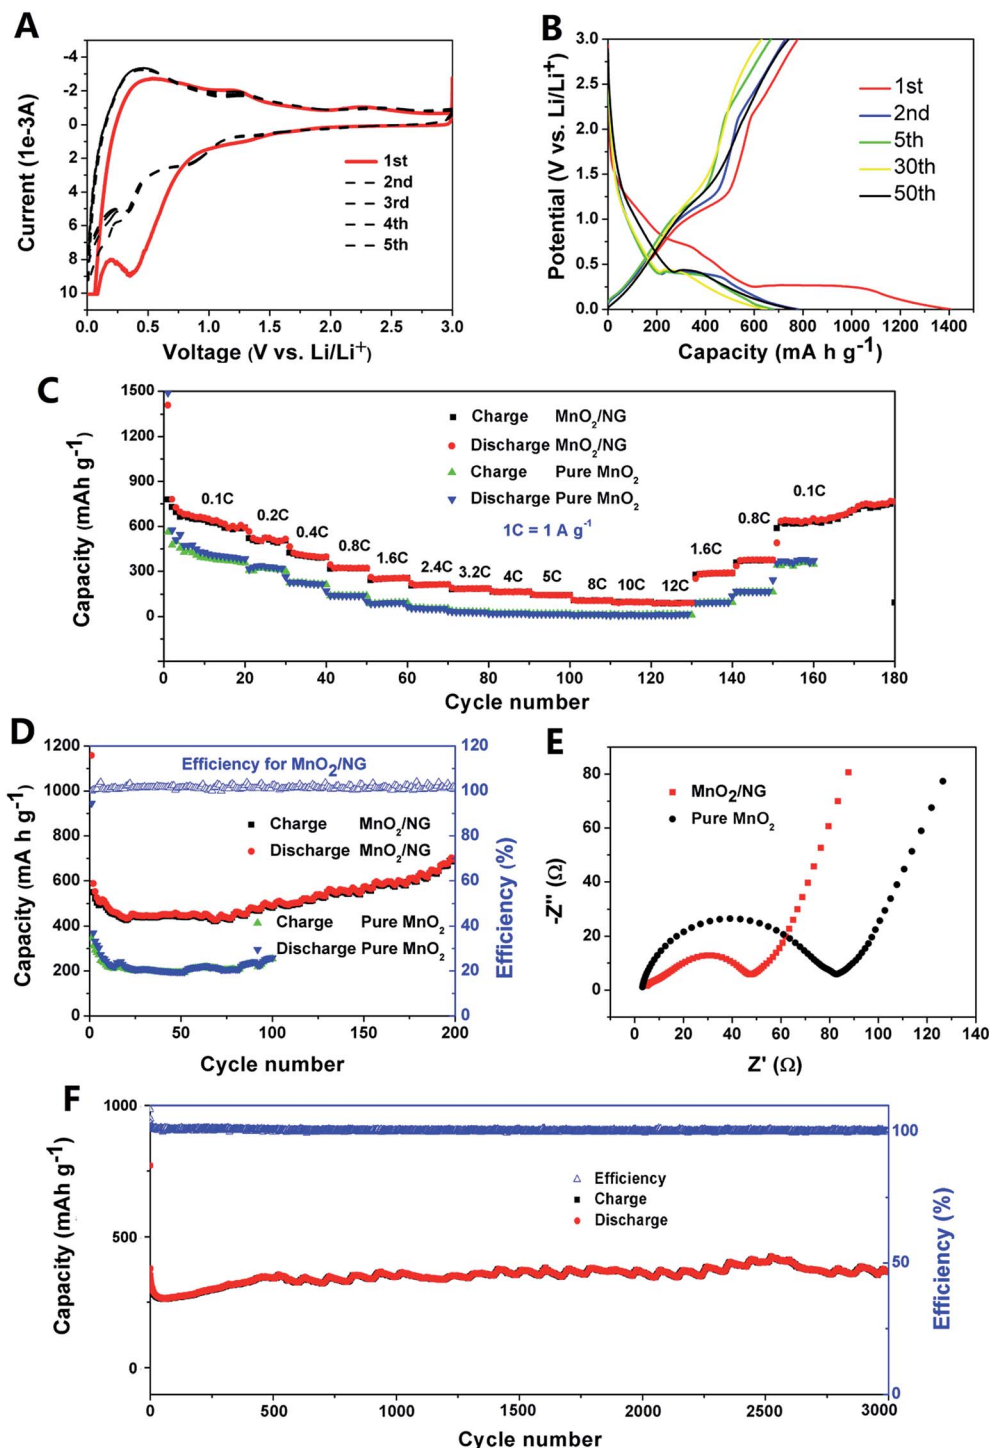 A
Current (1e-3A)
-4
-2
0
2
4
6
8
10
1st
2nd
3rd
4th
5th
0.0
0.5
1.0
1.5
2.0
2.5
3.0
Voltage (V vs. Li/Li⁺)
B
Potential (V vs. Li/Li⁺)
3.0
2.5
2.0
1.5
1.0
0.5
0.0
1st
2nd
5th
30th
50th
0
200
400
600
800
1000
1200
1400
Capacity (mA h g⁻¹)
C
Capacity (mAh g⁻¹)
1500
1200
900
600
300
0
Charge MnO₂/NG
Discharge MnO₂/NG
Charge Pure MnO₂
Discharge Pure MnO₂
1C = 1 A g⁻¹
0.1C
0.2C
0.4C
0.8C
1.6C
2.4C
3.2C
4C
5C
8C
10C
12C
1.6C
0.8C
0.1C
0
20
40
60
80
100
120
140
160
180
Cycle number
D
Capacity (mA h g⁻¹)
1200
1000
800
600
400
200
0
Efficiency for MnO₂/NG
Charge MnO₂/NG
Discharge MnO₂/NG
Charge Pure MnO₂
Discharge Pure MnO₂
120
100
80
60
40
20
0
Efficiency (%)
0
50
100
150
200
Cycle number
E
-Z'' (Ω)
80
60
40
20
0
MnO₂/NG
Pure MnO₂
0
20
40
60
80
100
120
140
Z' (Ω)
F
Capacity (mAh g⁻¹)
1000
500
0
Efficiency
Charge
Discharge
100
50
0
Efficiency (%)
0
500
1000
1500
2000
2500
3000
Cycle number